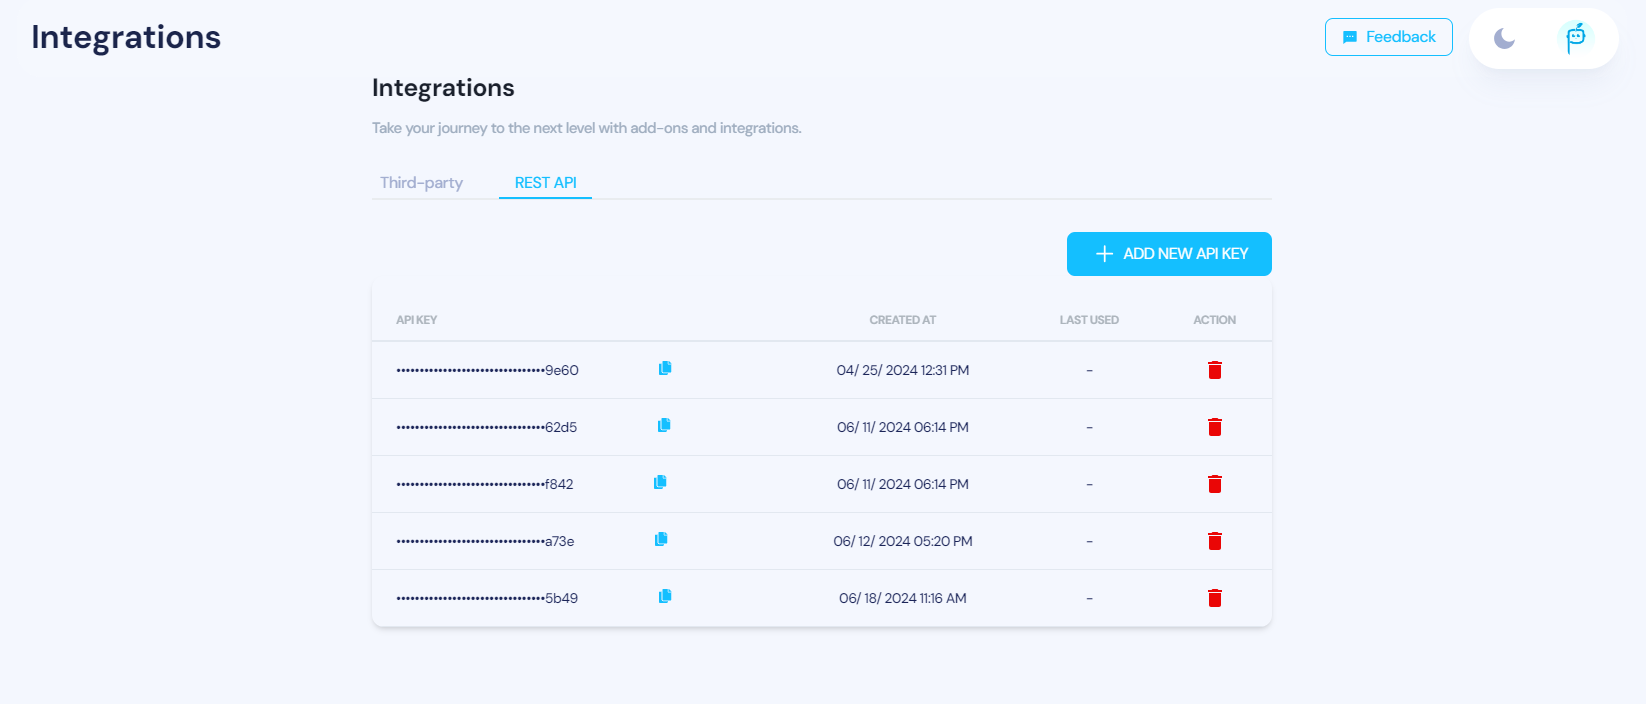 Integrations
Feedback
Integrations
Take your journey to the next level with add-ons and integrations.
Third-party REST API
ADD NEW API KEY
API KEY CREATED AT LAST USED ACTION
••••••••••••••••••••••••••••••••9e60 04/ 25/ 2024 12:31 PM -
••••••••••••••••••••••••••••••••62d5 06/ 11/ 2024 06:14 PM -
••••••••••••••••••••••••••••••••f842 06/ 11/ 2024 06:14 PM -
••••••••••••••••••••••••••••••••a73e 06/ 12/ 2024 05:20 PM -
••••••••••••••••••••••••••••••••5b49 06/ 18/ 2024 11:16 AM -